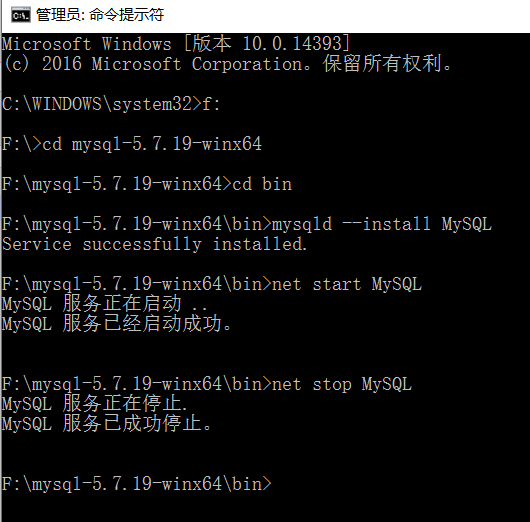 管理员: 命令提示符
Microsoft Windows [版本 10.0.14393]
(c) 2016 Microsoft Corporation。保留所有权利。
C:\WINDOWS\system32>f:
F:\>cd mysql-5.7.19-winx64
F:\mysql-5.7.19-winx64>cd bin
F:\mysql-5.7.19-winx64\bin>mysqld --install MySQL
Service successfully installed.
F:\mysql-5.7.19-winx64\bin>net start MySQL
MySQL 服务正在启动 ..
MySQL 服务已经启动成功。
F:\mysql-5.7.19-winx64\bin>net stop MySQL
MySQL 服务正在停止.
MySQL 服务已成功停止。
F:\mysql-5.7.19-winx64\bin>